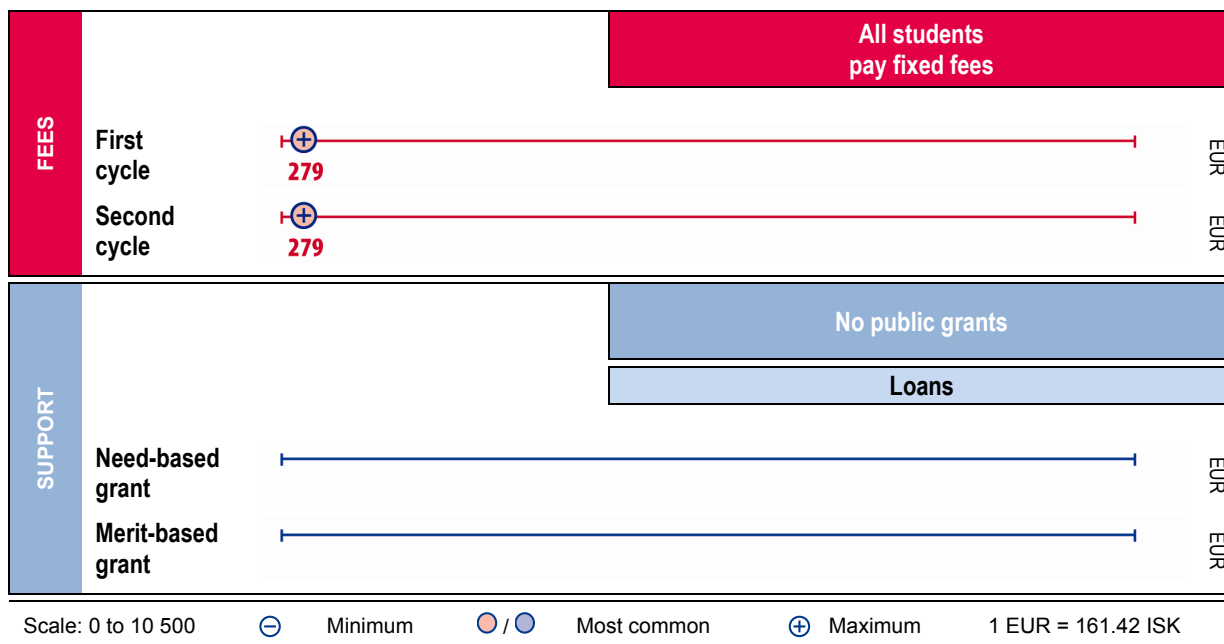 All students
pay fixed fees
FEES
First
cycle
279
EUR
Second
cycle
279
EUR
No public grants
Loans
SUPPORT
Need-based
grant
EUR
Merit-based
grant
EUR
Scale: 0 to 10 500 Minimum / Most common Maximum 1 EUR = 161.42 ISK